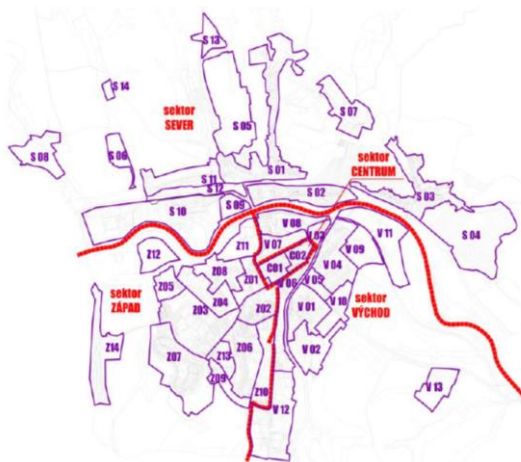 S 13
S 14
sektor
SEVER
S 07
S 05
S 08
S 06
S 01
sektor
CENTRUM
S 11
S 12
S 02
S 03
S 10
S 09
S 04
V 08
V 03
V 11
Z11
V 07
C02
V 09
Z12
C01
V 04
Z08
Z01
Z05
V 06
V 05
Z04
Z03
Z02
V 01
V 10
sektor
ZÁPAD
sektor
VÝCHOD
Z14
Z07
Z13
Z06
V 02
Z09
Z10
V 12
V 13